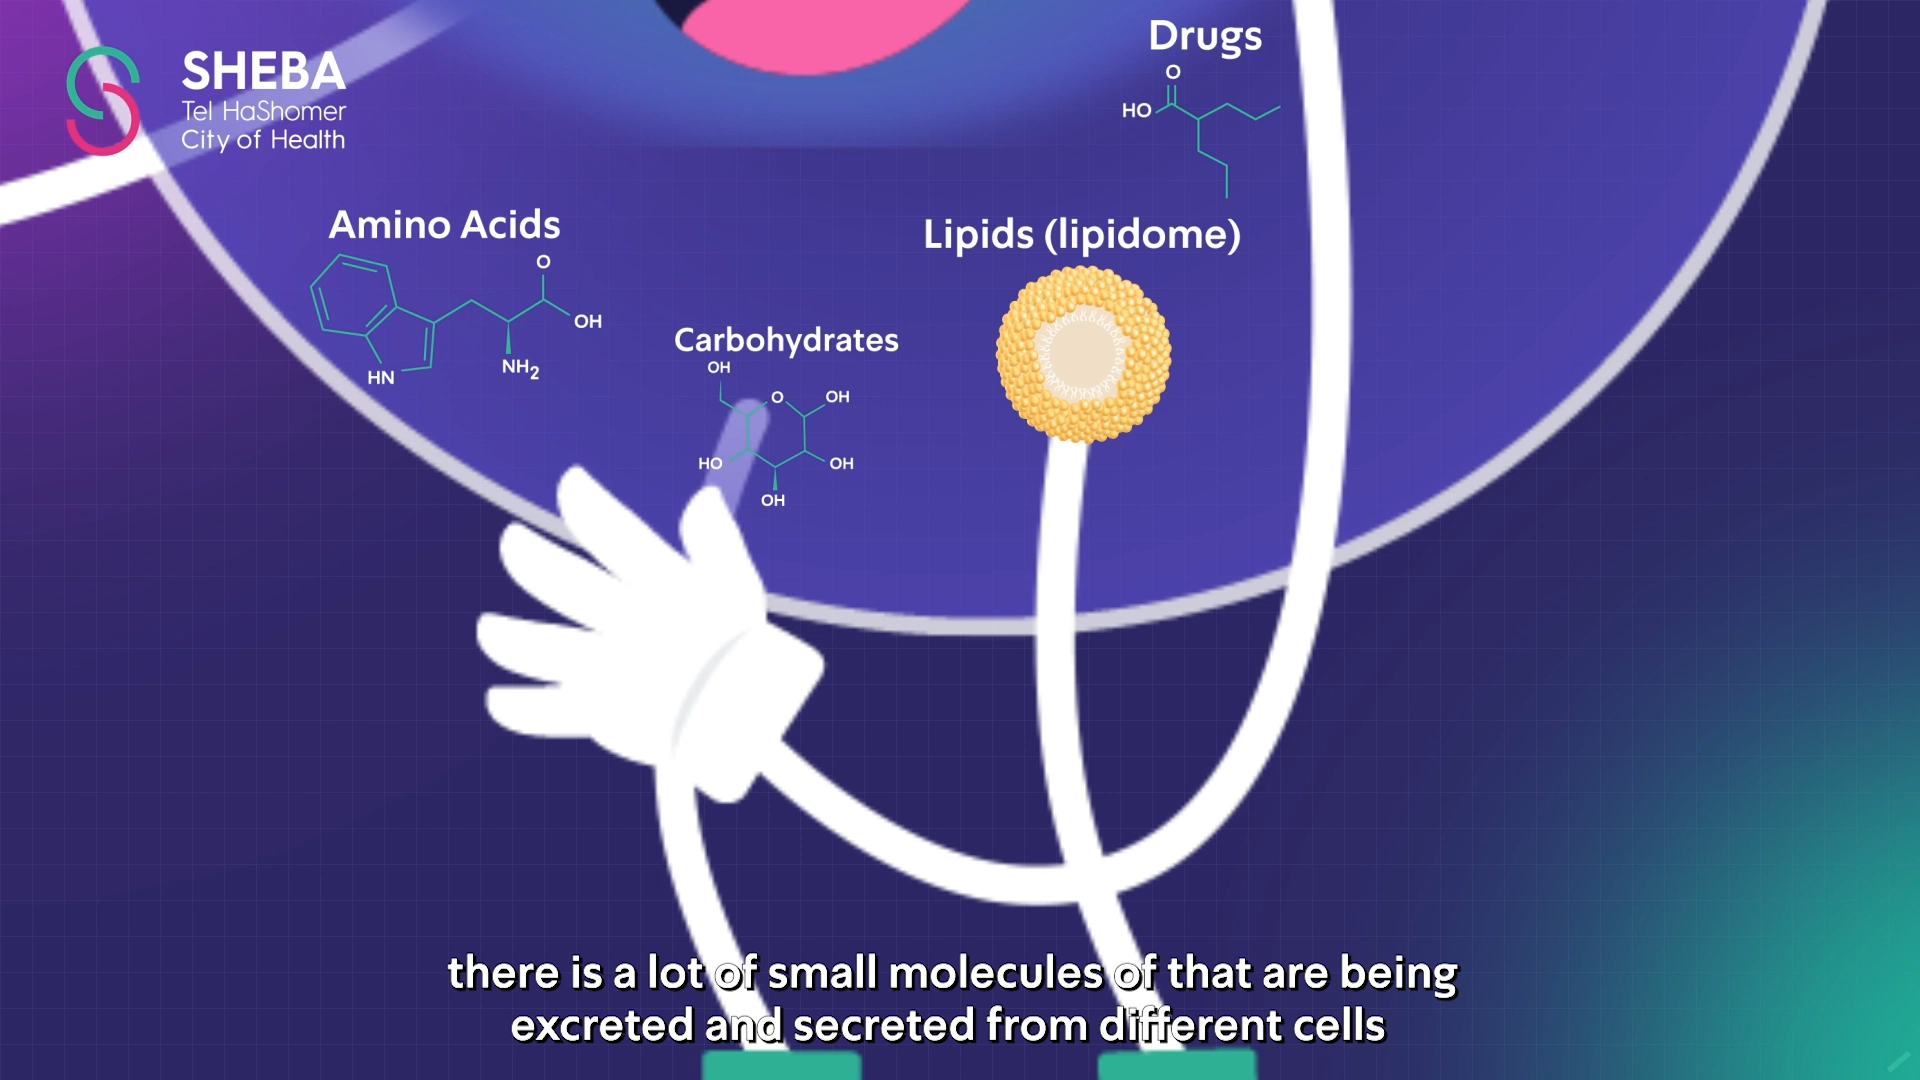 SHEBA
Tel HaShomer
City of Health
Drugs
O
HO
Amino Acids
O
OH
NH2
HN
Lipids (lipidome)
Carbohydrates
OH
O
OH
HO
OH
OH
there is a lot of small molecules of that are being
excreted and secreted from different cells